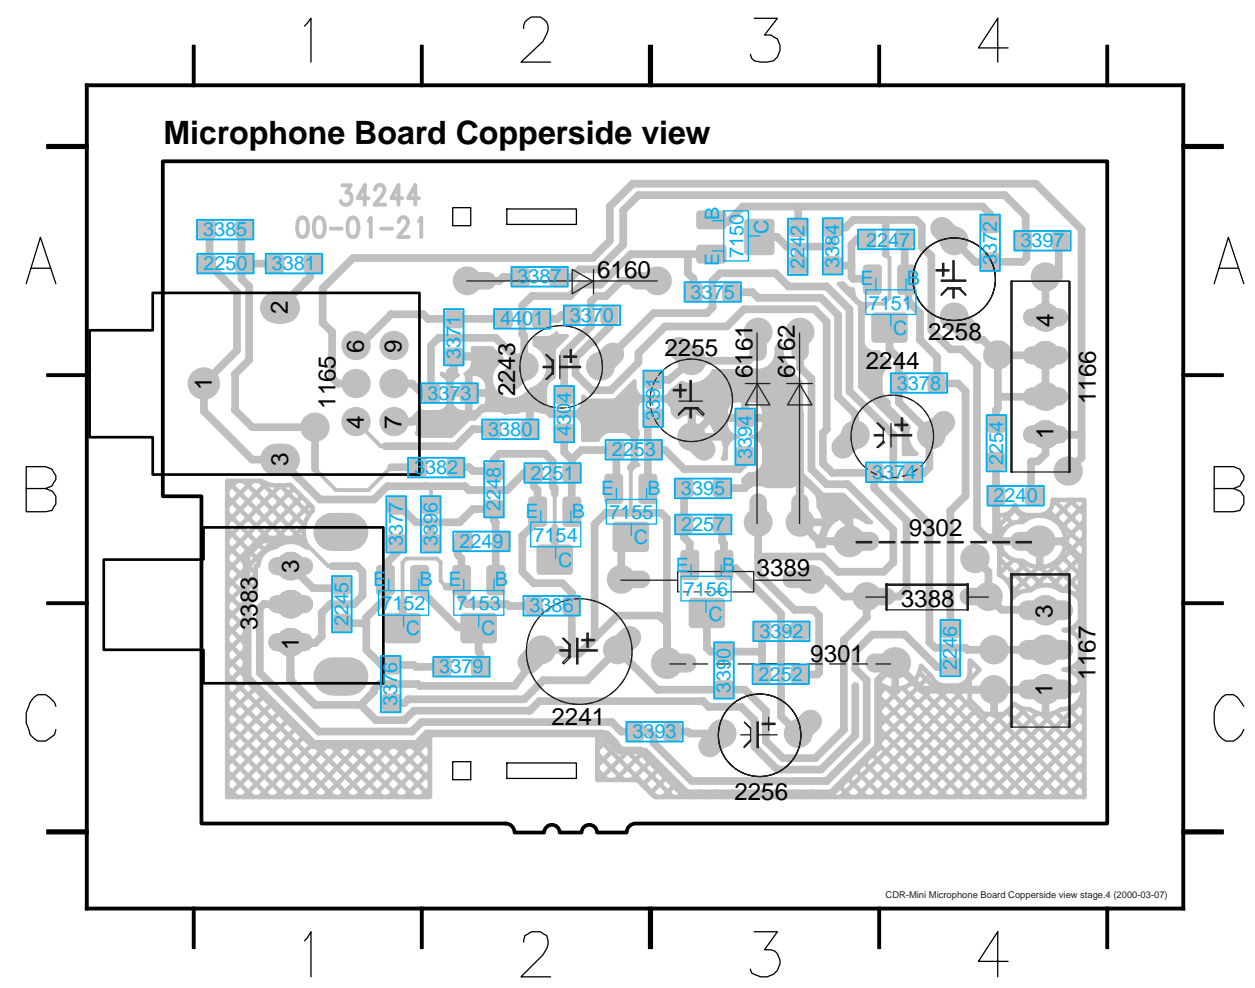 1 2 3 4
Microphone Board Copperside view
34244
00-01-21
A A
3385
2250 3381
3387 6160
B 7150 C
E
2242 3384 2247 2372 3397
3375
E B
7151
C
2258
2
4401 3370
3371
2243
2255 6161 6162 2244
4
1166
1
6 9
1165
4 7
3
1
3373
3380 4304
3391
3394
3378
2254
3382 2248 2251 2253
3374
2240
B B
3377 3396
E B
7154
C
E B
7155
C
3395
2257
9302
2249
3
3383
1
2245
E B
7152
C
E B
7153
C
3386
E B
7156
C
3389
3388
3
1167
1
3376 3379
2241
3392
3390 2252 9301
2246
C C
3393
2256
CDR-Mini Microphone Board Copperside view stage.4 (2000-03-07)
1 2 3 4